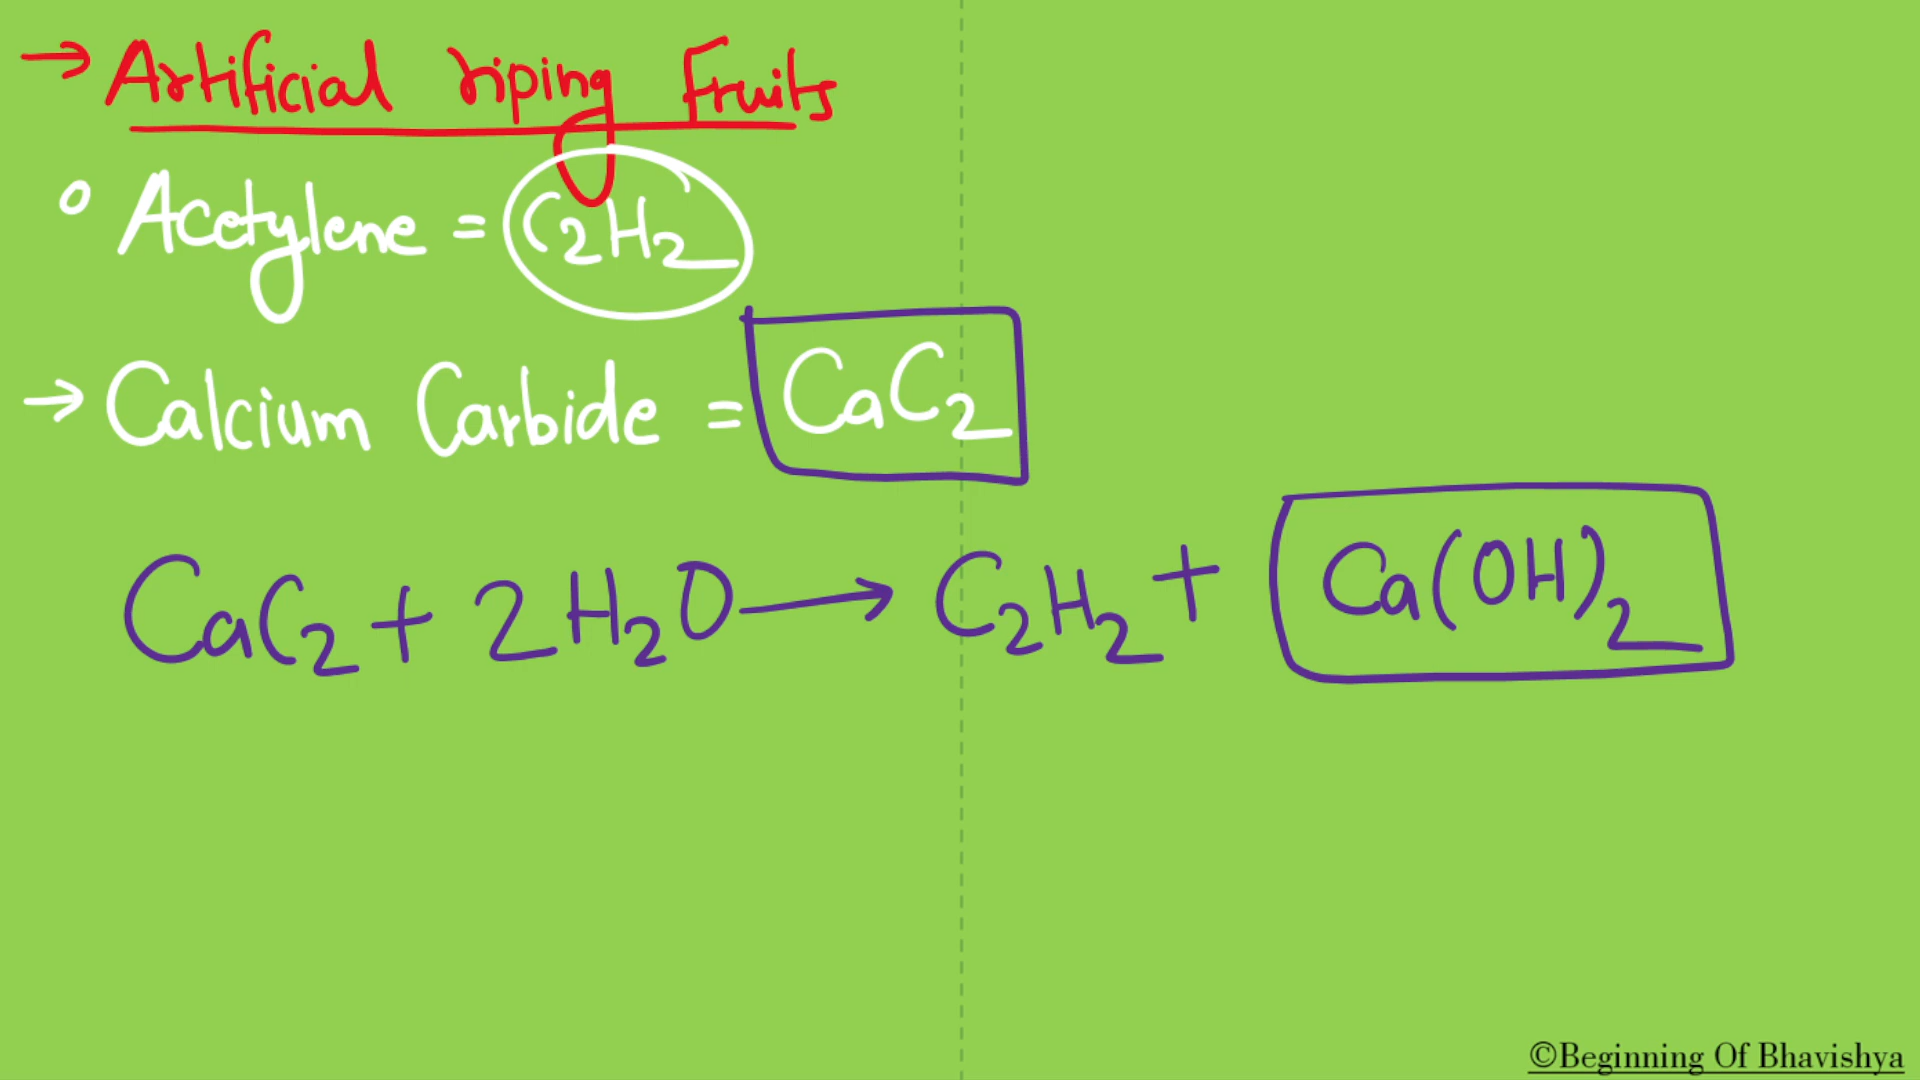 → Artificial riping Fruits
○ Acetylene = C₂H₂
→ Calcium Carbide = CaC₂
CaC₂ + 2H₂O ⟶ C₂H₂ + Ca(OH)₂
©Beginning Of Bhavishya